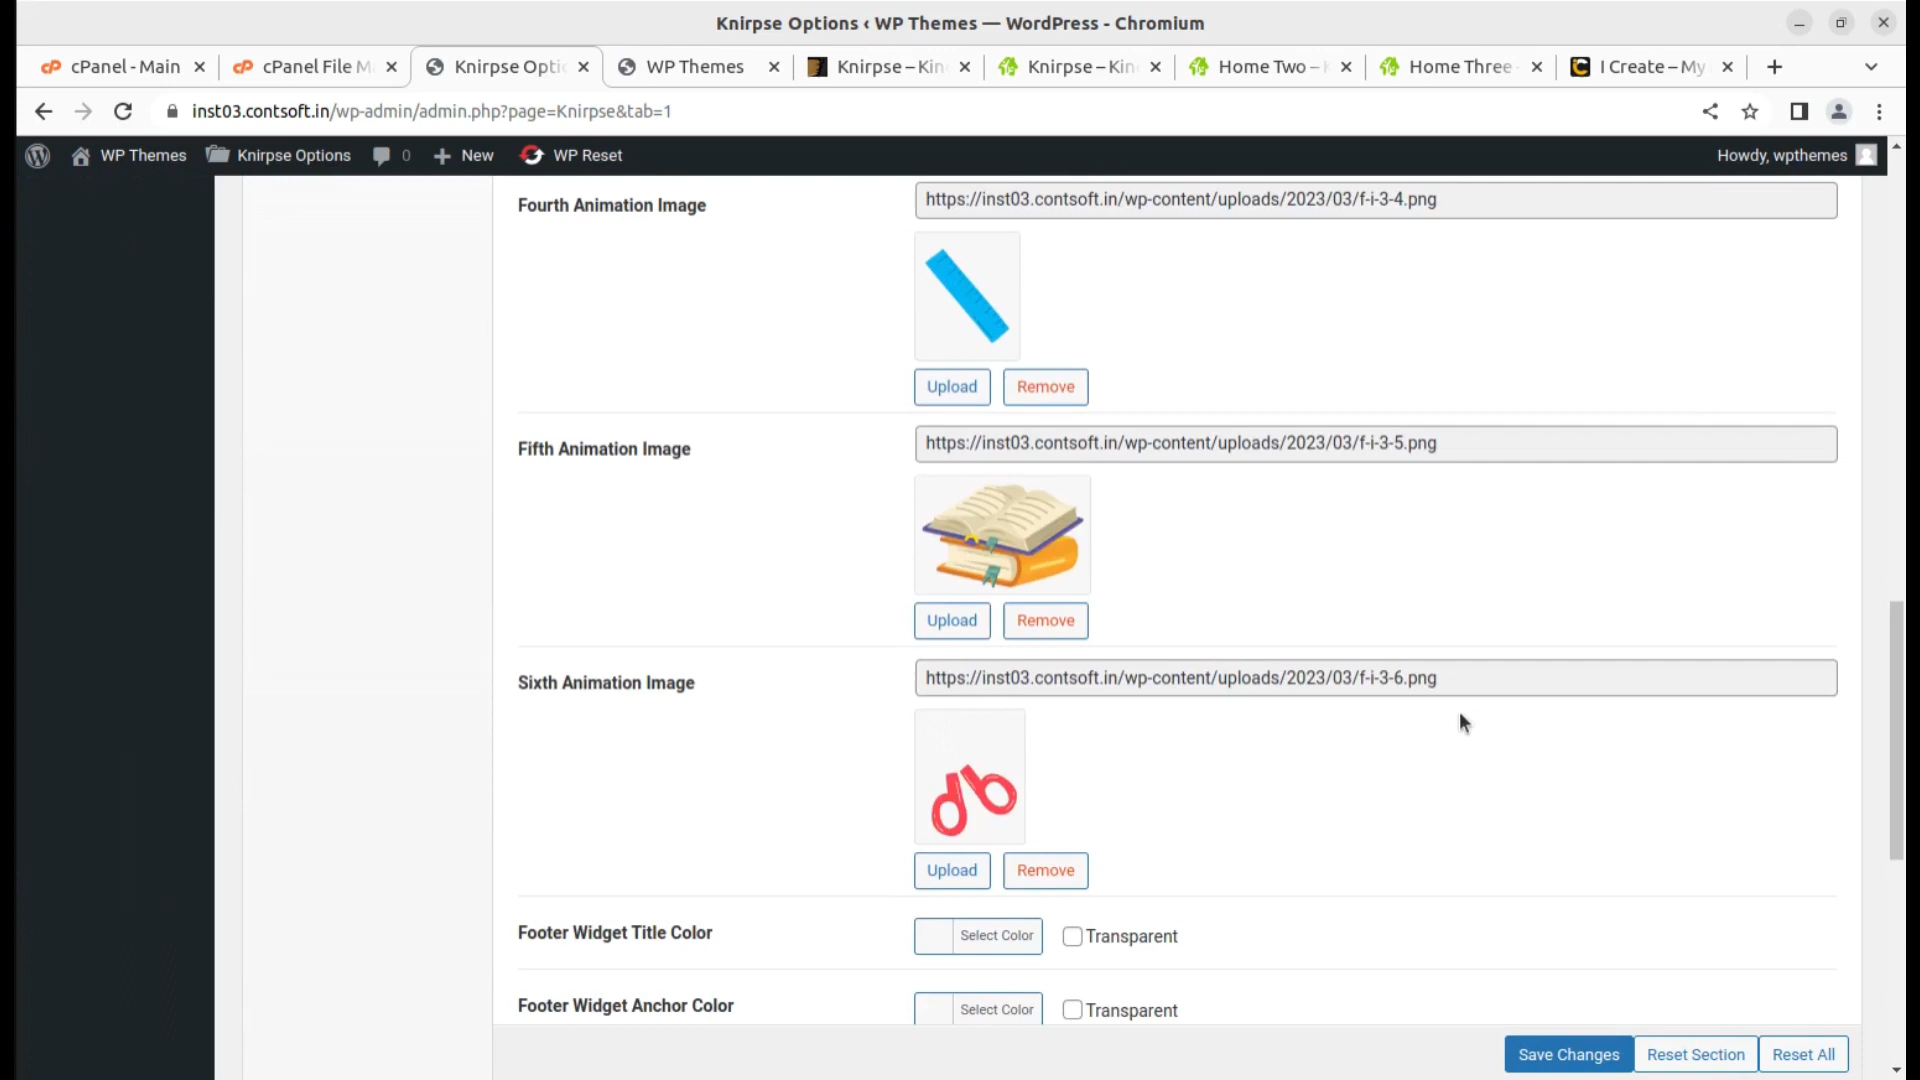 Knirpse Options ‹ WP Themes — WordPress - Chromium
cPanel - Main
cPanel File M
Knirpse Opti
WP Themes
Knirpse – Kin
Knirpse – Kin
Home Two – K
Home Three
I Create – My
inst03.contsoft.in/wp-admin/admin.php?page=Knirpse&tab=1
WP Themes
Knirpse Options
0
New
WP Reset
Howdy, wpthemes
Fourth Animation Image
https://inst03.contsoft.in/wp-content/uploads/2023/03/f-i-3-4.png
Upload
Remove
Fifth Animation Image
https://inst03.contsoft.in/wp-content/uploads/2023/03/f-i-3-5.png
Upload
Remove
Sixth Animation Image
https://inst03.contsoft.in/wp-content/uploads/2023/03/f-i-3-6.png
Upload
Remove
Footer Widget Title Color
Select Color
Transparent
Footer Widget Anchor Color
Select Color
Transparent
Save Changes
Reset Section
Reset All